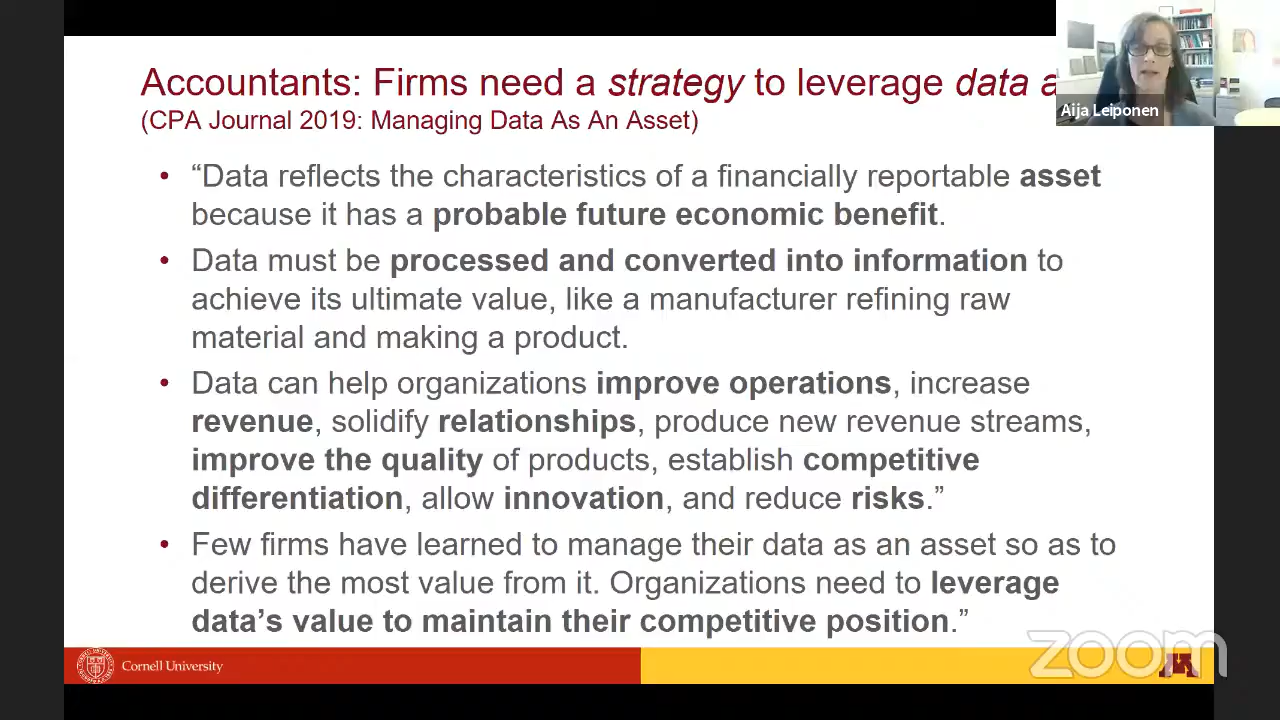 Accountants: Firms need a strategy to leverage data
(CPA Journal 2019: Managing Data As An Asset)
Aija Leiponen
• “Data reflects the characteristics of a financially reportable asset
because it has a probable future economic benefit.
• Data must be processed and converted into information to
achieve its ultimate value, like a manufacturer refining raw
material and making a product.
• Data can help organizations improve operations, increase
revenue, solidify relationships, produce new revenue streams,
improve the quality of products, establish competitive
differentiation, allow innovation, and reduce risks.”
• Few firms have learned to manage their data as an asset so as to
derive the most value from it. Organizations need to leverage
data’s value to maintain their competitive position.”
Cornell University
zoom
M